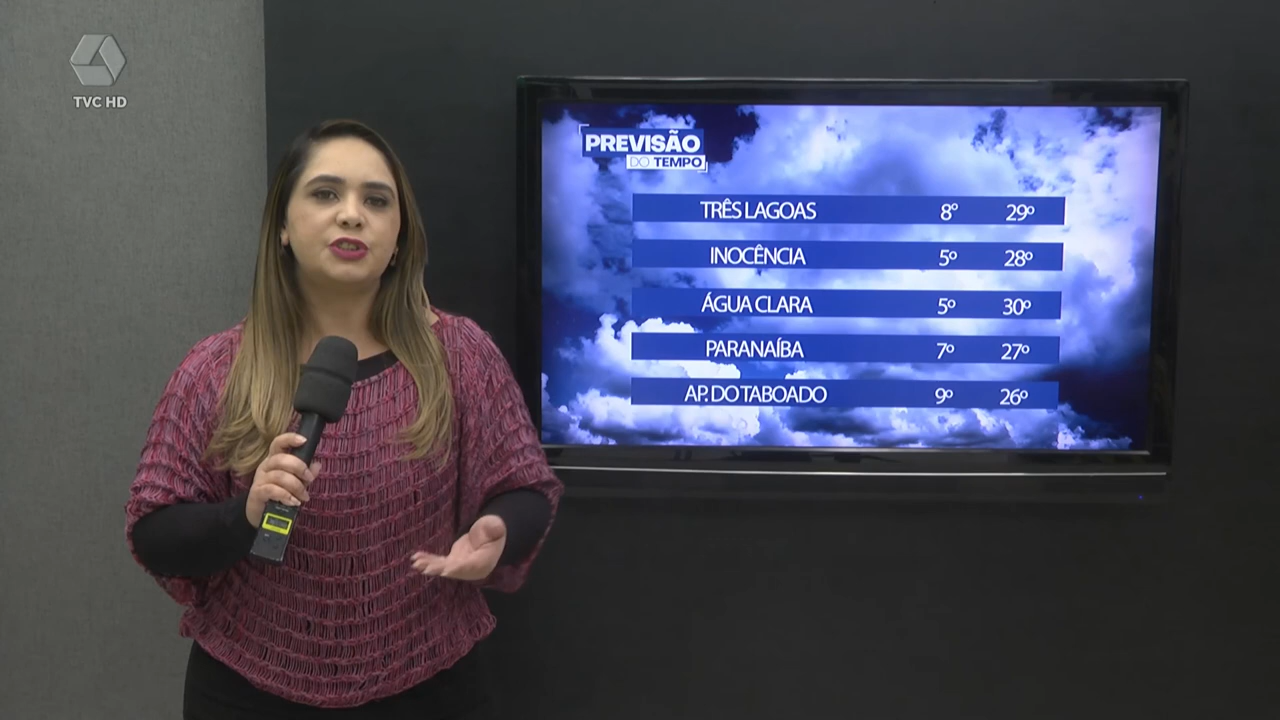 TVC HD
PREVISÃO
DO TEMPO
TRÊS LAGOAS 8° 29º
INOCÊNCIA 5º 28º
ÁGUA CLARA 5º 30º
PARANAÍBA 7º 27º
AP. DO TABOADO 9º 26º